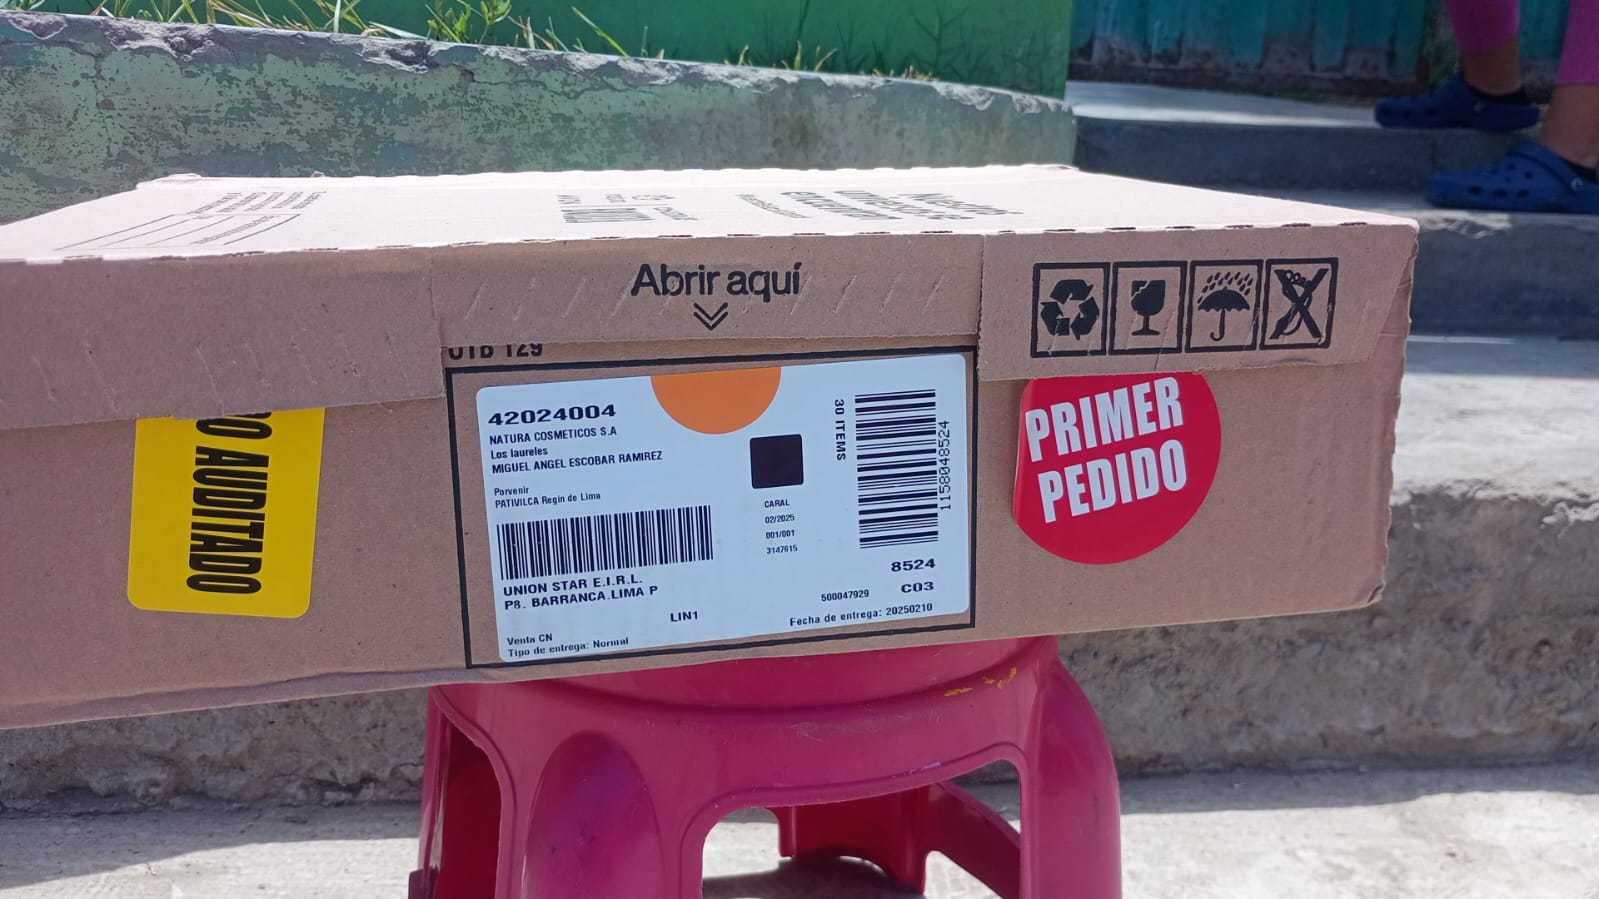 Abrir aquí
UTB 129
42024004
NATURA COSMETICOS S.A
Los laureles
MIGUEL ANGEL ESCOBAR RAMIREZ
Porvenir
PATIVILCA Regin de Lima
UNION STAR E.I.R.L.
P8. BARRANCA.LIMA P
LIN1
Venta CN
Tipo de entrega: Normal
CARAL
02/2025
001/001
3147615
30 ITEMS
1158048524
8524
500047929
C03
Fecha de entrega: 20250210
AUDITADO
PRIMER
PEDIDO